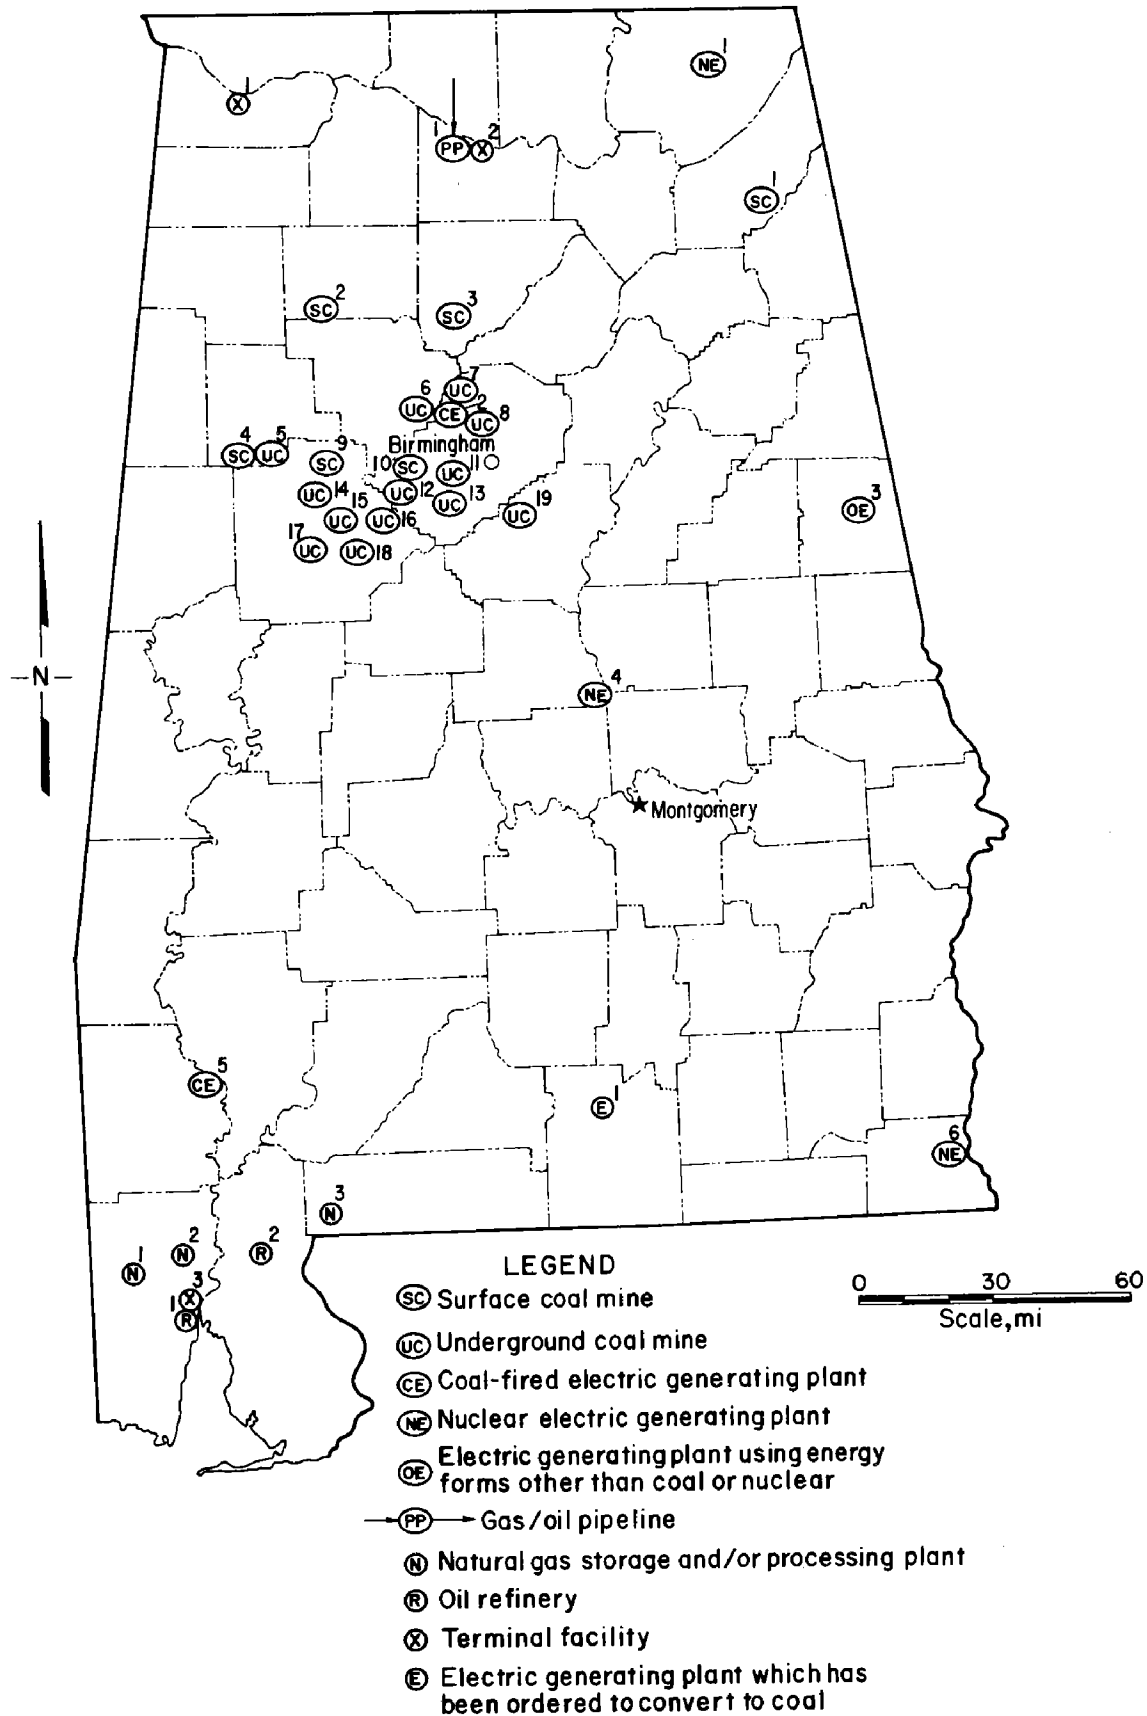 1
NE
1
X
1
PP
2
X
1
SC
2
SC
3
SC
7
UC
6
UC
2
CE
8
UC
Birmingham
4
SC
5
UC
9
SC
10
SC
11
UC
12
UC
13
UC
14
UC
15
UC
16
UC
17
UC
18
UC
19
UC
3
OE
N
4
NE
Montgomery
5
CE
1
E
6
NE
3
N
1
N
2
N
2
R
3
X
1
R
LEGEND
SC Surface coal mine
UC Underground coal mine
CE Coal-fired electric generating plant
NE Nuclear electric generating plant
OE Electric generating plant using energy
forms other than coal or nuclear
PP Gas/oil pipeline
N Natural gas storage and/or processing plant
R Oil refinery
X Terminal facility
E Electric generating plant which has
been ordered to convert to coal
0 30 60
Scale, mi